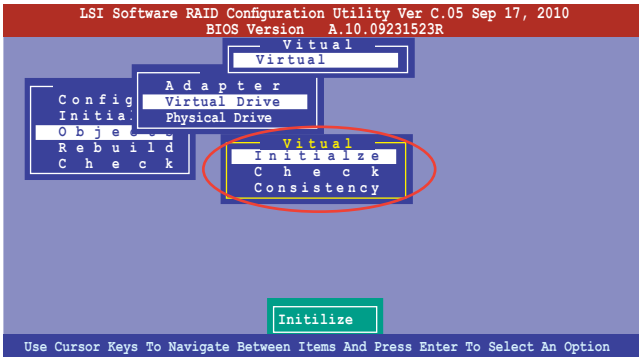 LSI Software RAID Configuration Utility Ver C.05 Sep 17, 2010
BIOS Version A.10.09231523R
Vitual
Virtual
Adapter
Virtual Drive
Physical Drive
Config
Initia
Objects
Rebuild
Check
Vitual
Initialze
Check
Consistency
Initilize
Use Cursor Keys To Navigate Between Items And Press Enter To Select An Option